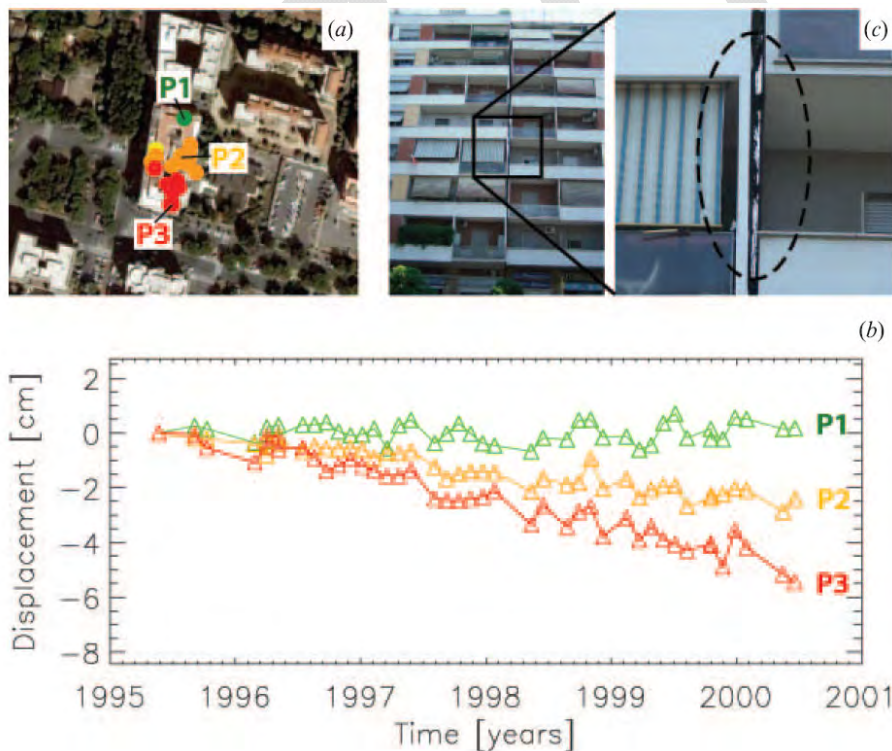 (a)
(c)
P1
P2
P3
(b)
Displacement [cm]
2
0
−2
−4
−6
−8
P1
P2
P3
1995 1996 1997 1998 1999 2000 2001
Time [years]